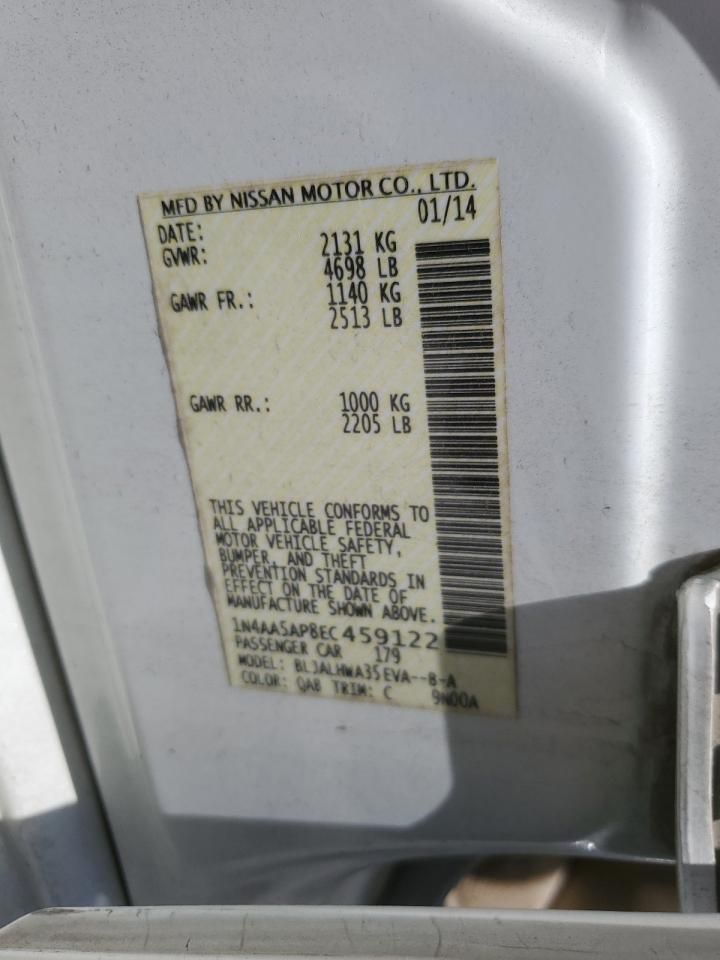 MFD BY NISSAN MOTOR CO., LTD.
DATE: 01/14
GVWR: 2131 KG
4698 LB
GAWR FR.: 1140 KG
2513 LB
GAWR RR.: 1000 KG
2205 LB
THIS VEHICLE CONFORMS TO
ALL APPLICABLE FEDERAL
MOTOR VEHICLE SAFETY,
BUMPER, AND THEFT
PREVENTION STANDARDS IN
EFFECT ON THE DATE OF
MANUFACTURE SHOWN ABOVE.
1N4AA5AP8EC459122
PASSENGER CAR 179
MODEL: BLJALHWA35EVA--B-A
COLOR: QAB TRIM: C 9N00A